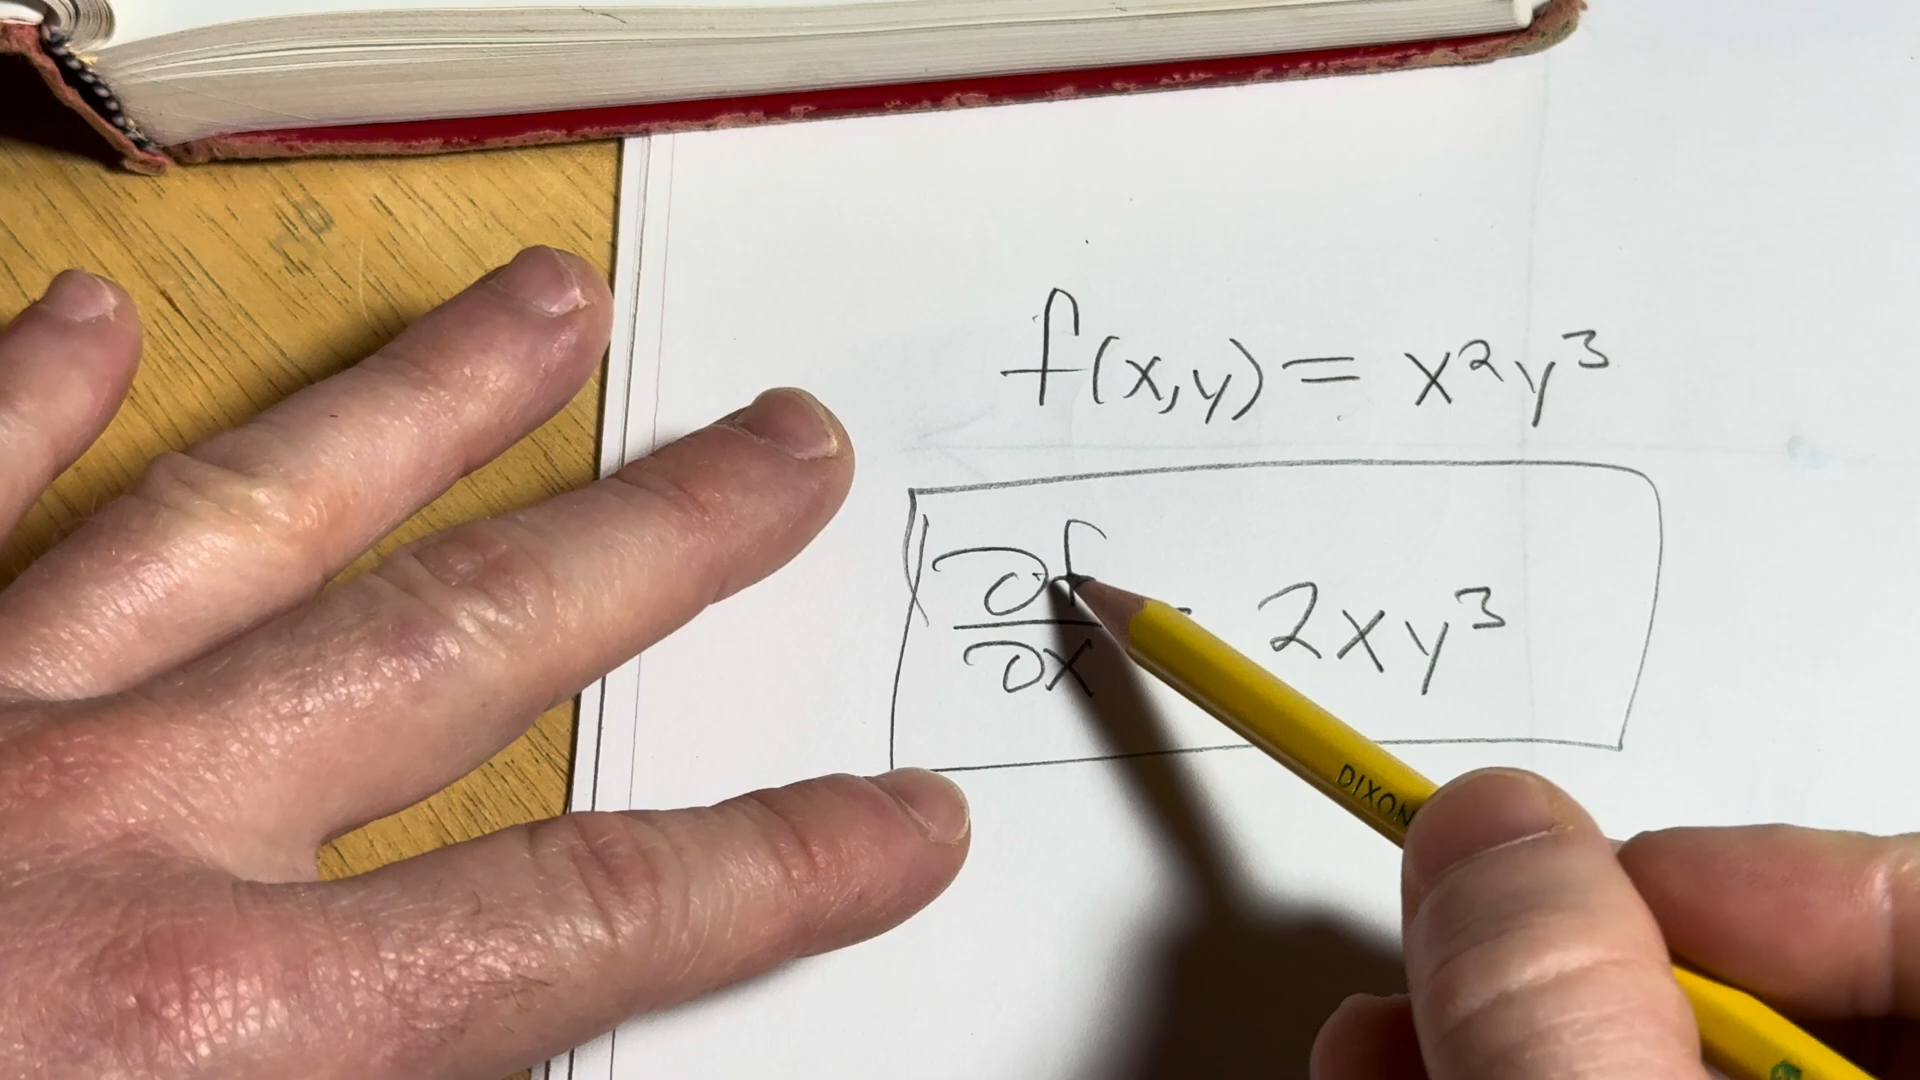 f(x,y) = x²y³
∂f/∂x = 2xy³
DIXON